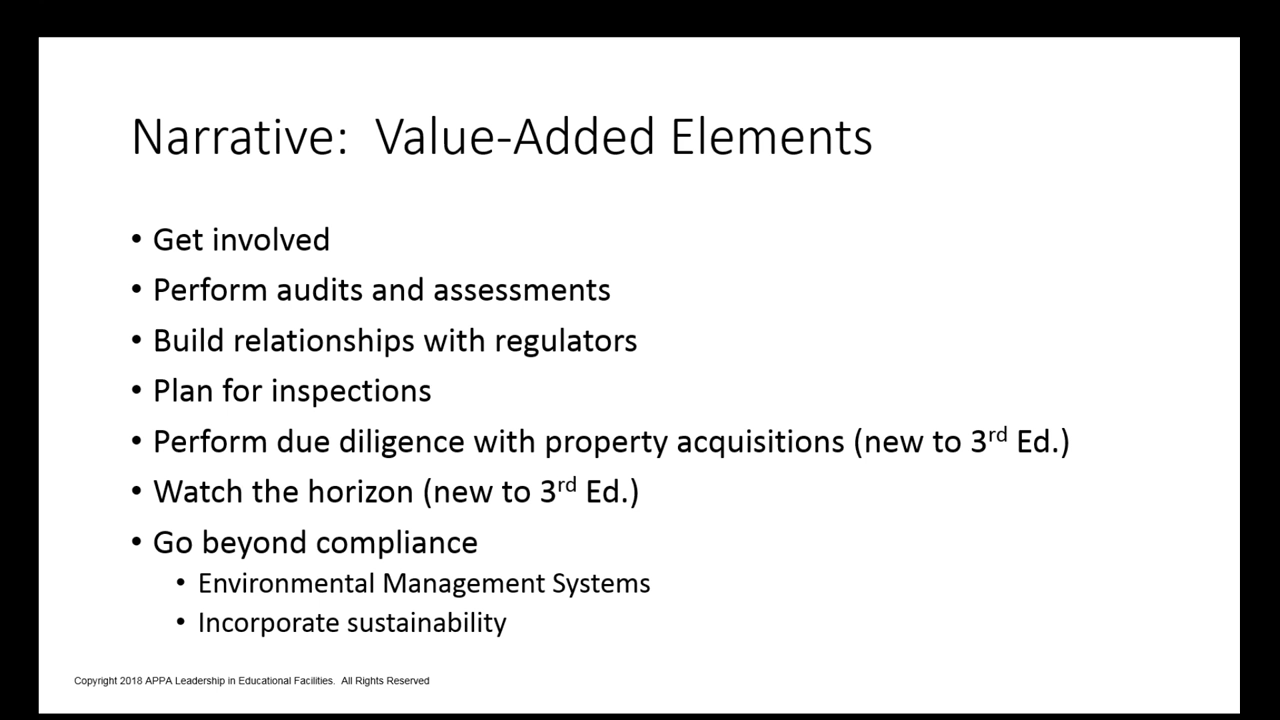 Narrative:  Value-Added Elements
• Get involved
• Perform audits and assessments
• Build relationships with regulators
• Plan for inspections
• Perform due diligence with property acquisitions (new to 3rd Ed.)
• Watch the horizon (new to 3rd Ed.)
• Go beyond compliance
• Environmental Management Systems
• Incorporate sustainability
Copyright 2018 APPA Leadership in Educational Facilities.  All Rights Reserved